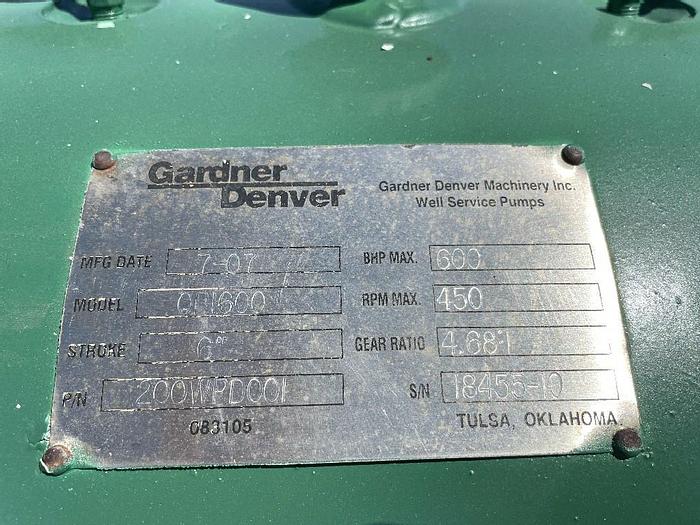 Gardner
Denver
Gardner Denver Machinery Inc.
Well Service Pumps
MFG DATE 7-07
BHP MAX. 600
MODEL
RPM MAX. 450
STROKE 6"
GEAR RATIO 4.68:1
P/N 200WPD001
S/N 18455-10
083105
TULSA, OKLAHOMA